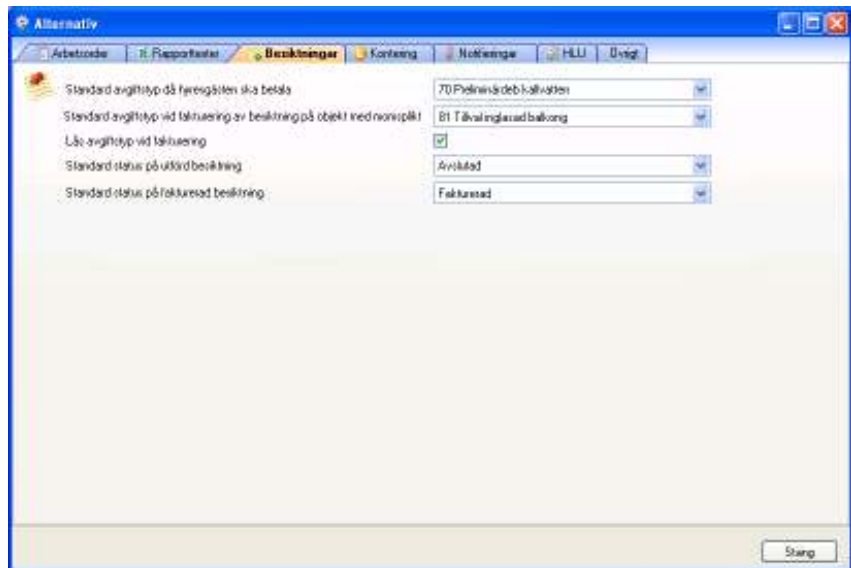 Alternativ
Arbetsorder Rapporttexter Besiktningar Kontering Notifieringar HLU Övrigt
Standard avgiftstyp då hyresgästen ska betala 70 Preliminärdeb kallvatten
Standard avgiftstyp vid fakturering av besiktning på objekt med momsplikt 81 Tillval inglasad balkong
Lås avgiftstyp vid fakturering
Standard status på utförd besiktning Avslutad
Standard status på fakturerad besiktning Fakturerad
Stäng